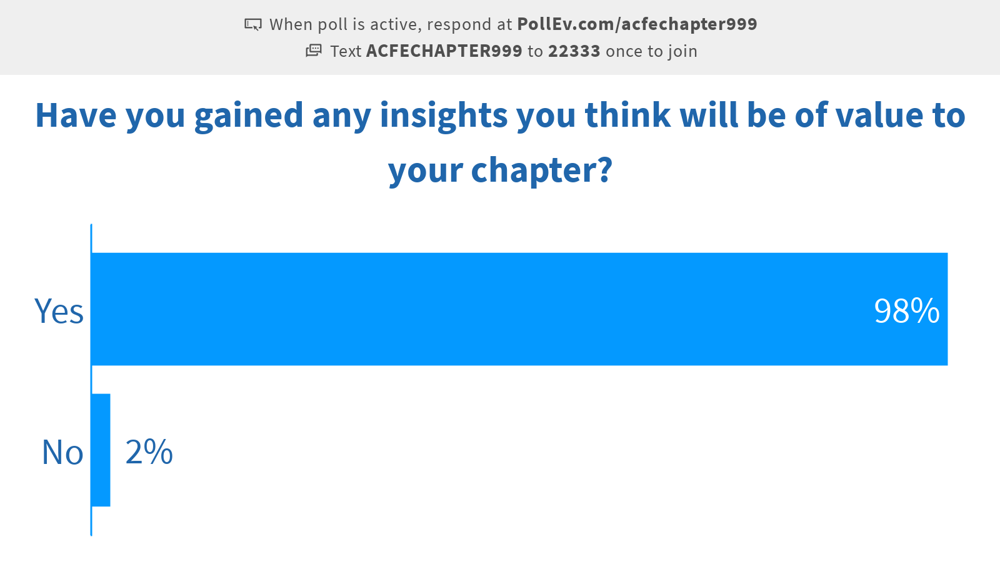 When poll is active, respond at PollEv.com/acfechapter999
Text ACFECHAPTER999 to 22333 once to join
Have you gained any insights you think will be of value to
your chapter?
Yes 98%
No 2%